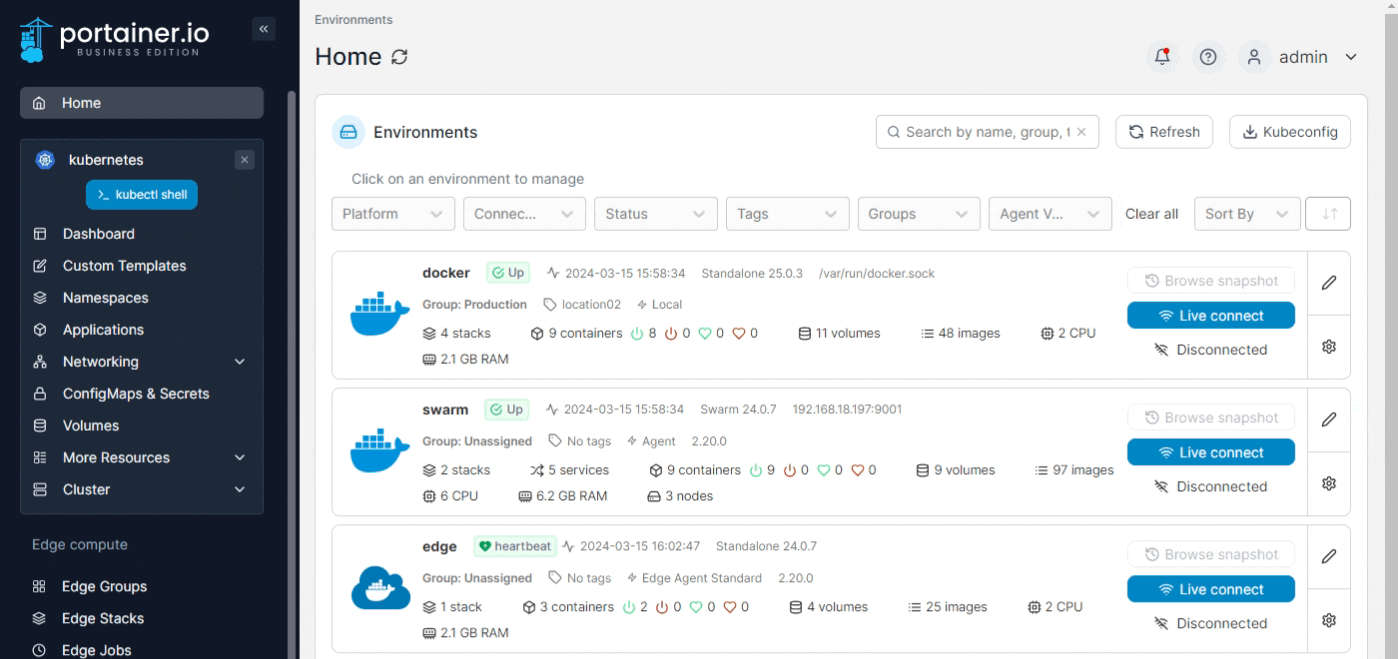 portainer.io
BUSINESS EDITION
Home
kubernetes
>_ kubectl shell
Dashboard
Custom Templates
Namespaces
Applications
Networking
ConfigMaps & Secrets
Volumes
More Resources
Cluster
Edge compute
Edge Groups
Edge Stacks
Edge Jobs
Environments
Home
admin
Environments
Search by name, group, t
Refresh
Kubeconfig
Click on an environment to manage
Platform Connec... Status Tags Groups Agent V... Clear all Sort By
docker Up 2024-03-15 15:58:34 Standalone 25.0.3 /var/run/docker.sock
Group: Production location02 Local
4 stacks 9 containers 8 0 0 0 11 volumes 48 images 2 CPU
2.1 GB RAM
Browse snapshot
Live connect
Disconnected
swarm Up 2024-03-15 15:58:34 Swarm 24.0.7 192.168.18.197:9001
Group: Unassigned No tags Agent 2.20.0
2 stacks 5 services 9 containers 9 0 0 0 9 volumes 97 images
6 CPU 6.2 GB RAM 3 nodes
Browse snapshot
Live connect
Disconnected
edge heartbeat 2024-03-15 16:02:47 Standalone 24.0.7
Group: Unassigned No tags Edge Agent Standard 2.20.0
1 stack 3 containers 2 0 0 0 4 volumes 25 images 2 CPU
2.1 GB RAM
Browse snapshot
Live connect
Disconnected